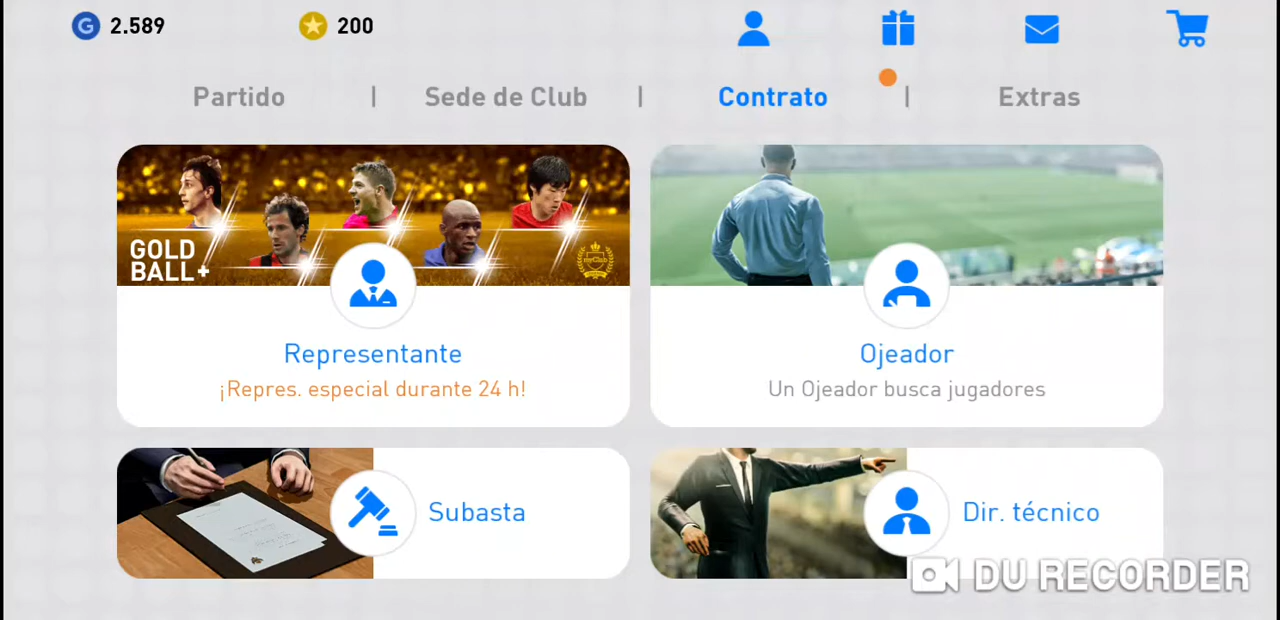 G 2.589
200
Partido | Sede de Club | Contrato | Extras
GOLD
BALL+
myClub
Representante
¡Repres. especial durante 24 h!
Ojeador
Un Ojeador busca jugadores
Subasta
Dir. técnico
DU RECORDER